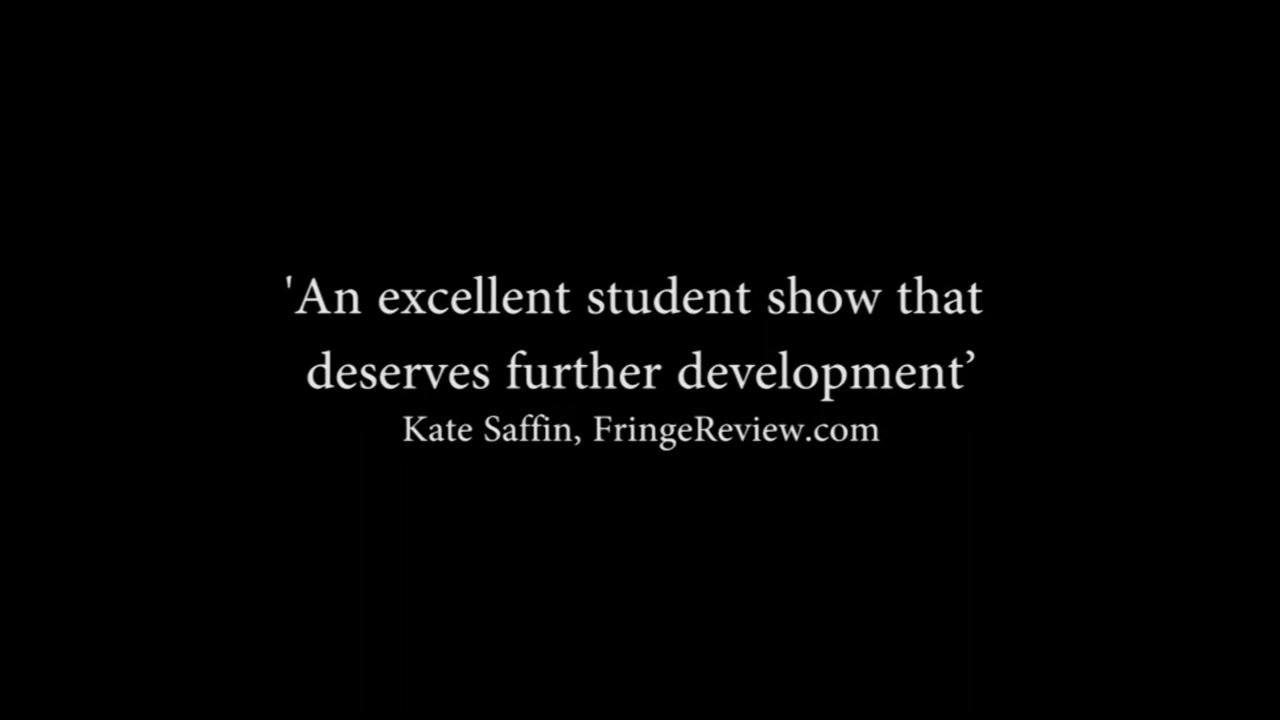 'An excellent student show that
deserves further development’
Kate Saffin, FringeReview.com